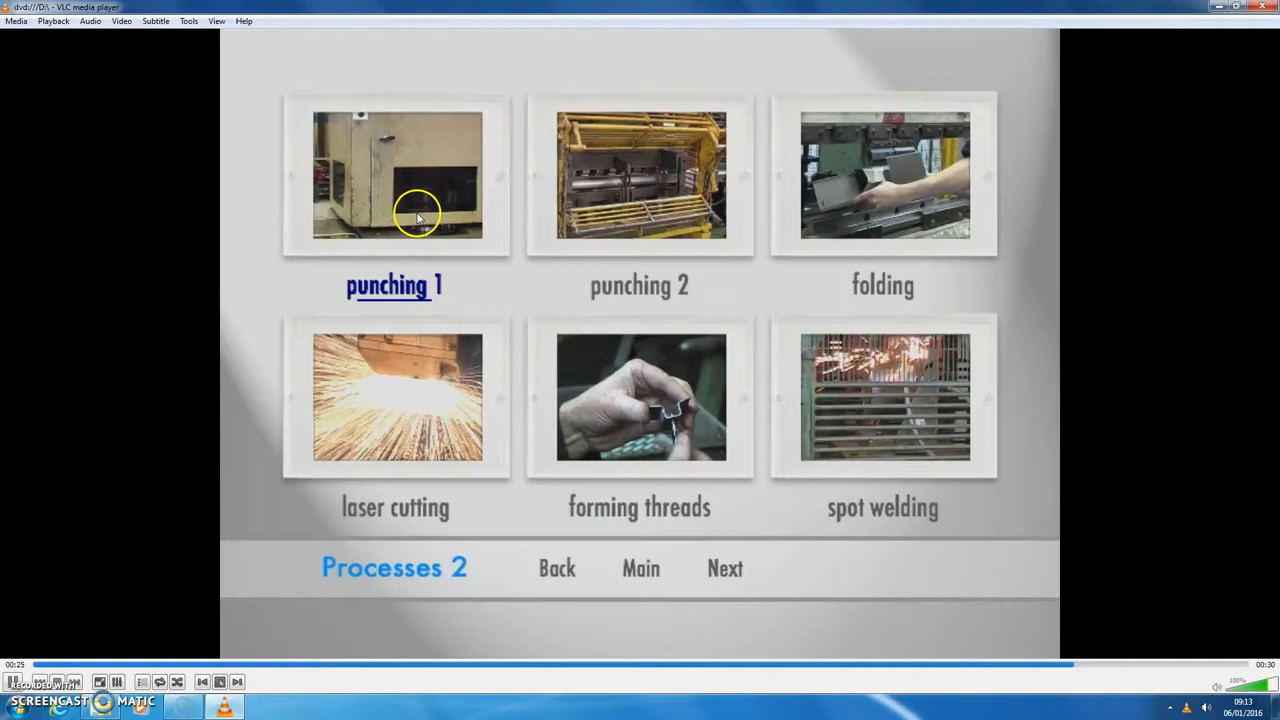 dvd:///D:\ - VLC media player
Media Playback Audio Video Subtitle Tools View Help
punching 1 punching 2 folding
laser cutting forming threads spot welding
Processes 2 Back Main Next
00:25 00:30
100%
RECORDED WITH
SCREENCAST MATIC
09:13
06/01/2016